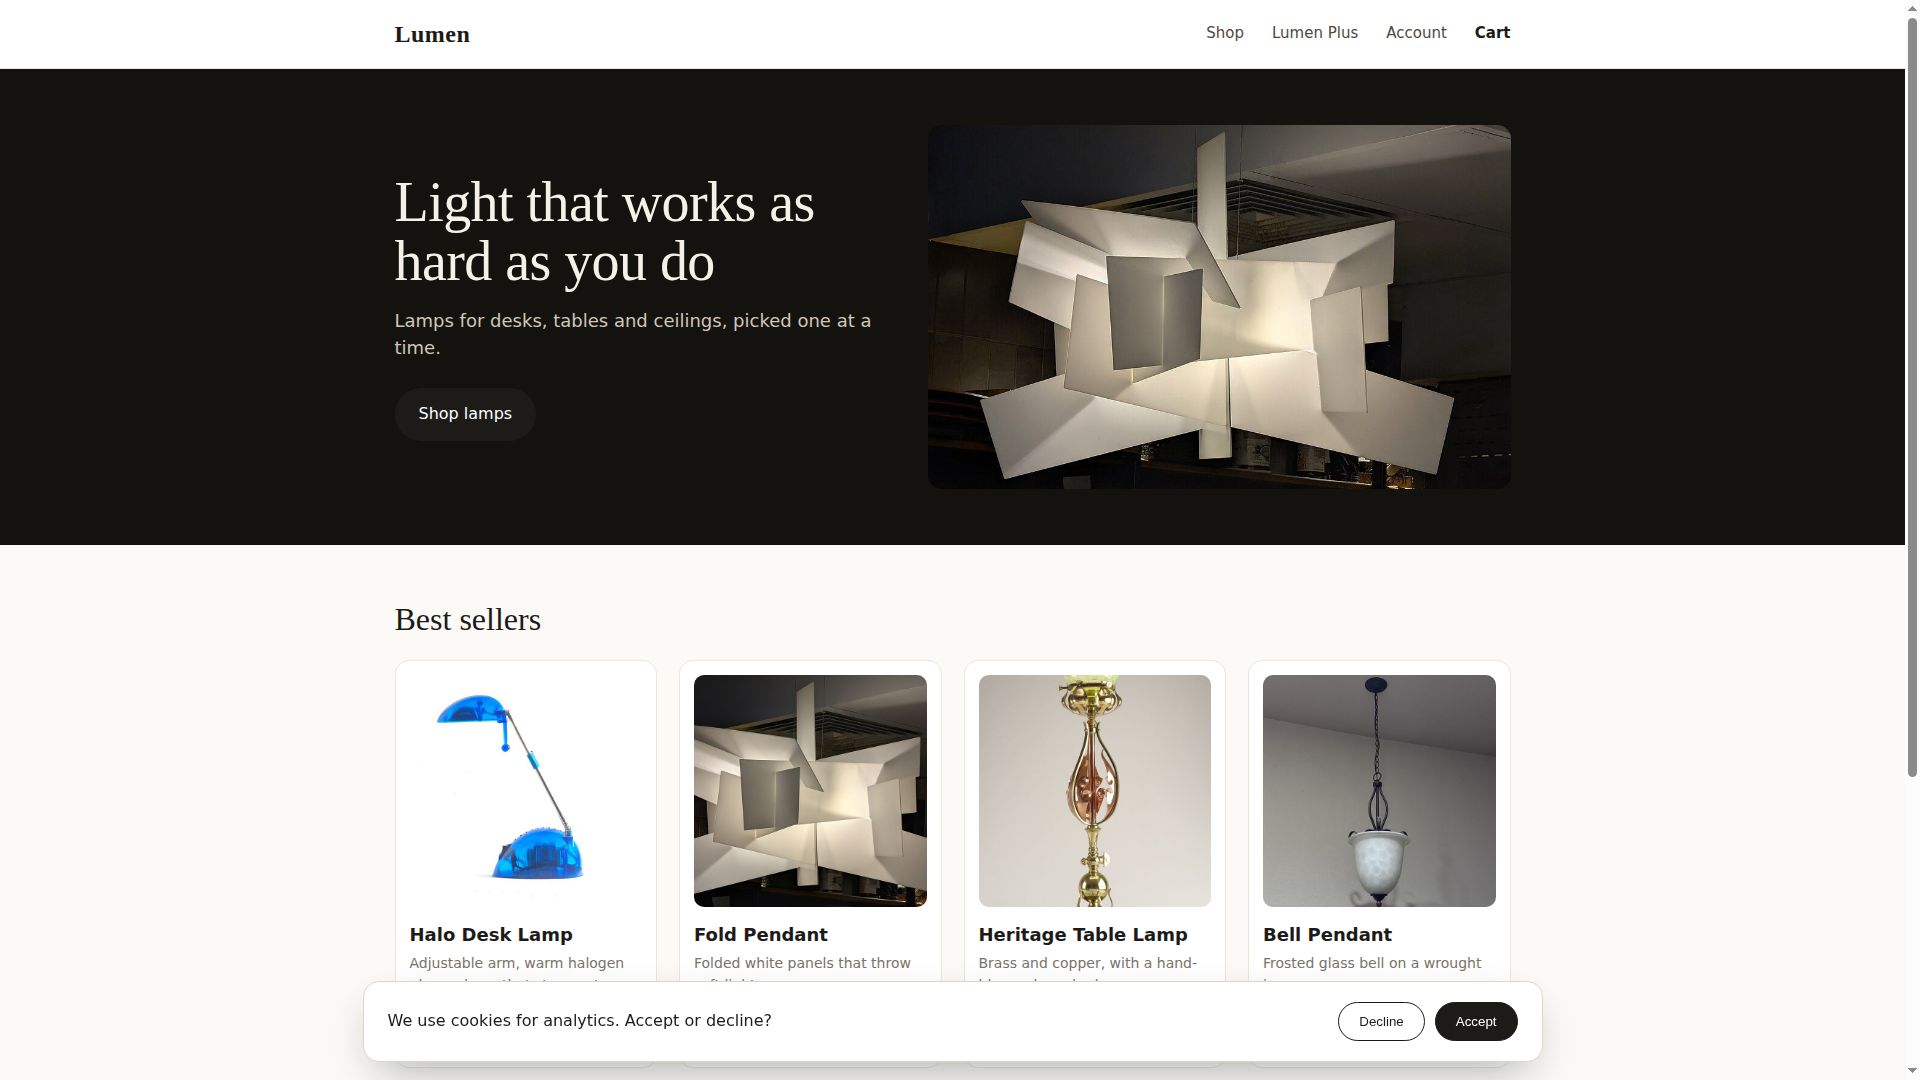 Lumen
Shop
Lumen Plus
Account
Cart
Light that works as
hard as you do
Lamps for desks, tables and ceilings, picked one at a
time.
Shop lamps
Best sellers
Halo Desk Lamp
Adjustable arm, warm halogen
Fold Pendant
Folded white panels that throw
Heritage Table Lamp
Brass and copper, with a hand-
Bell Pendant
Frosted glass bell on a wrought
We use cookies for analytics. Accept or decline?
Decline
Accept